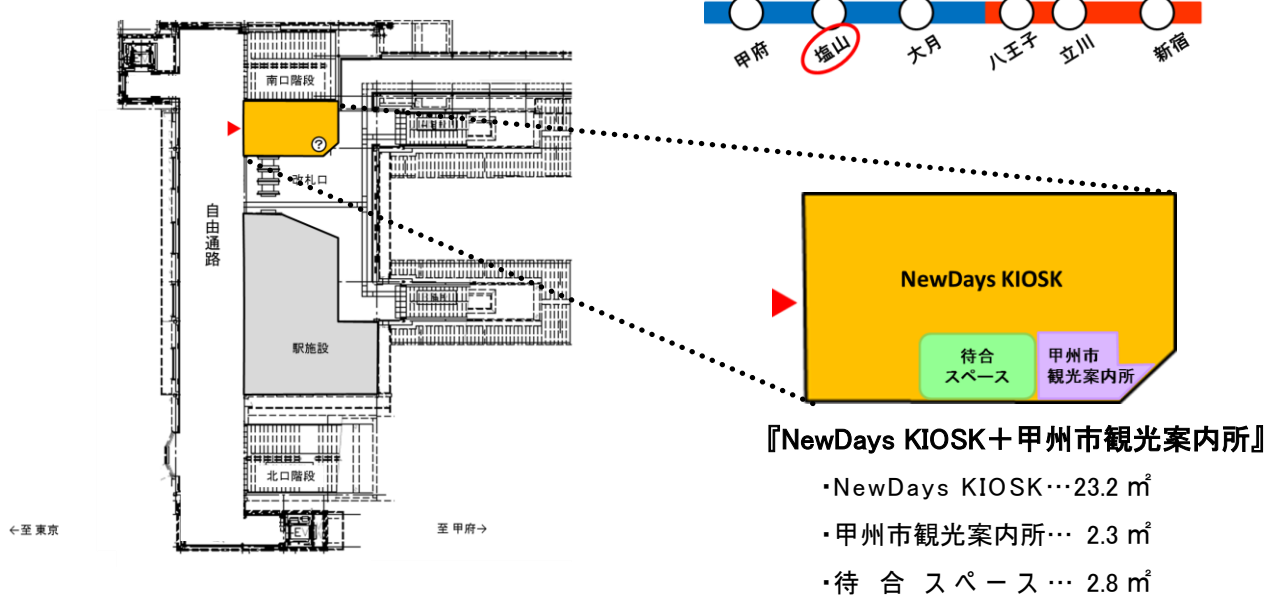 甲府
塩山
大月
八王子
立川
新宿
南口階段
?
改札口
自由通路
駅施設
北口階段
EV
←至 東京
至 甲府→
NewDays KIOSK
待合
スペース
甲州市
観光案内所
『NewDays KIOSK＋甲州市観光案内所』
・NewDays KIOSK…23.2 ㎡
・甲州市観光案内所… 2.3 ㎡
・待 合 スペース… 2.8 ㎡